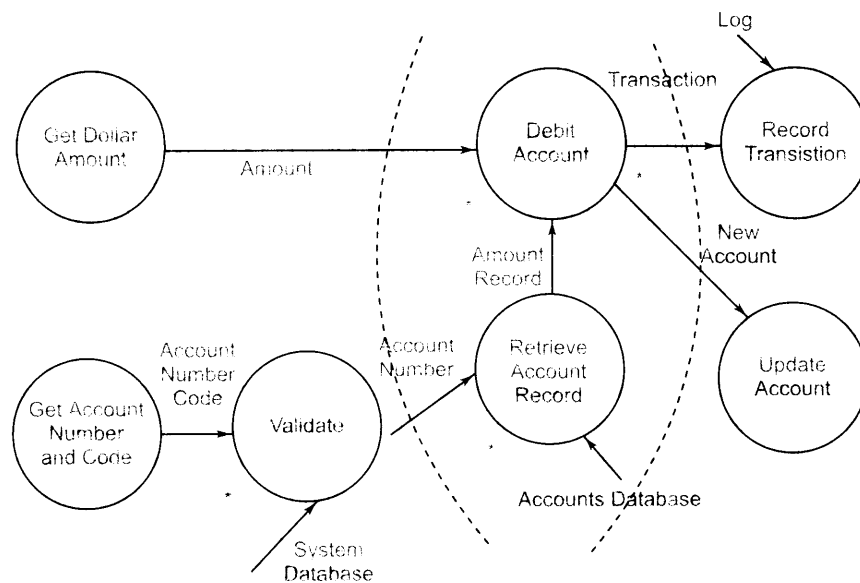 Log
Transaction
Get Dollar
Amount
Amount
Debit
Account
Record
Transistion
*
*
Amount
Record
New
Account
Account
Number
Code
Account
Number
Retrieve
Account
Record
Update
Account
Get Account
Number
and Code
Validate
*
*
Accounts Database
System
Database